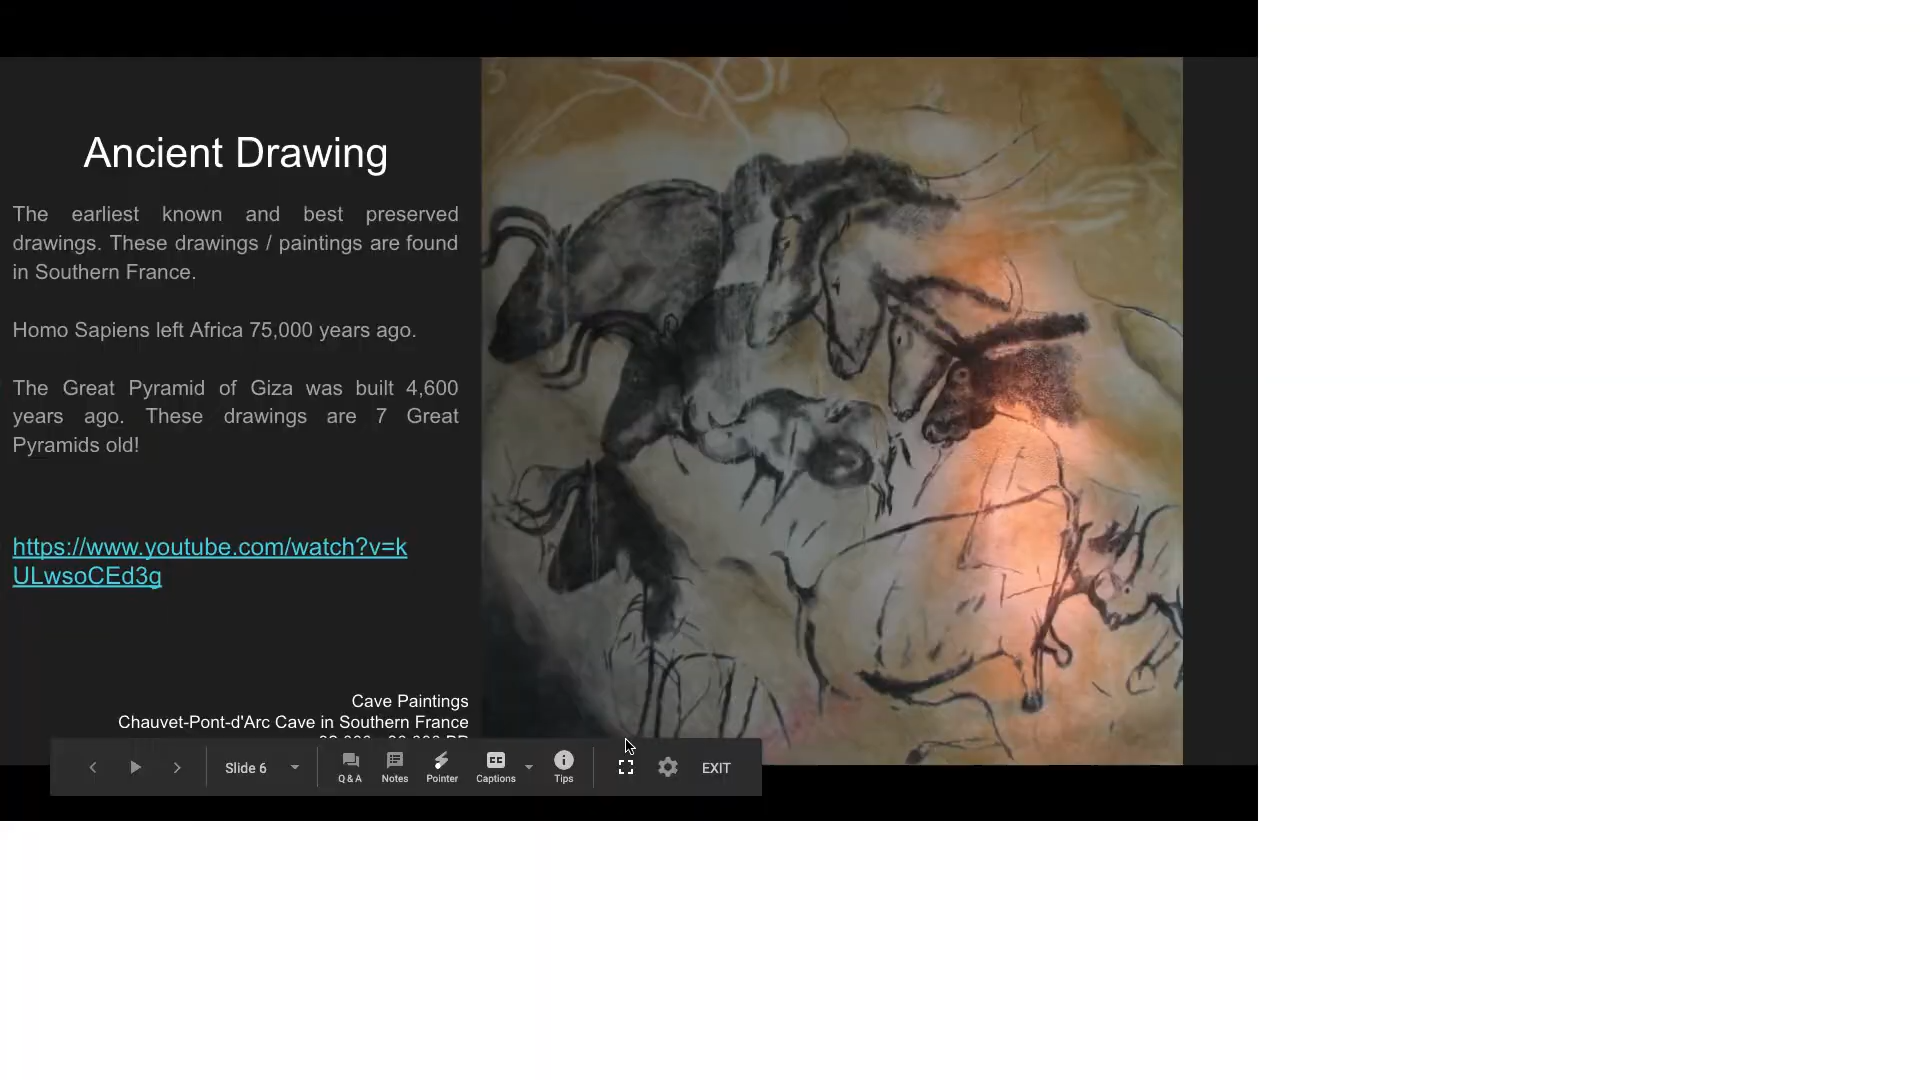 Ancient Drawing
The earliest known and best preserved
drawings. These drawings / paintings are found
in Southern France.
Homo Sapiens left Africa 75,000 years ago.
The Great Pyramid of Giza was built 4,600
years ago. These drawings are 7 Great
Pyramids old!
https://www.youtube.com/watch?v=k
ULwsoCEd3g
Cave Paintings
Chauvet-Pont-d'Arc Cave in Southern France
Slide 6
Q & A
Notes
Pointer
Captions
Tips
EXIT